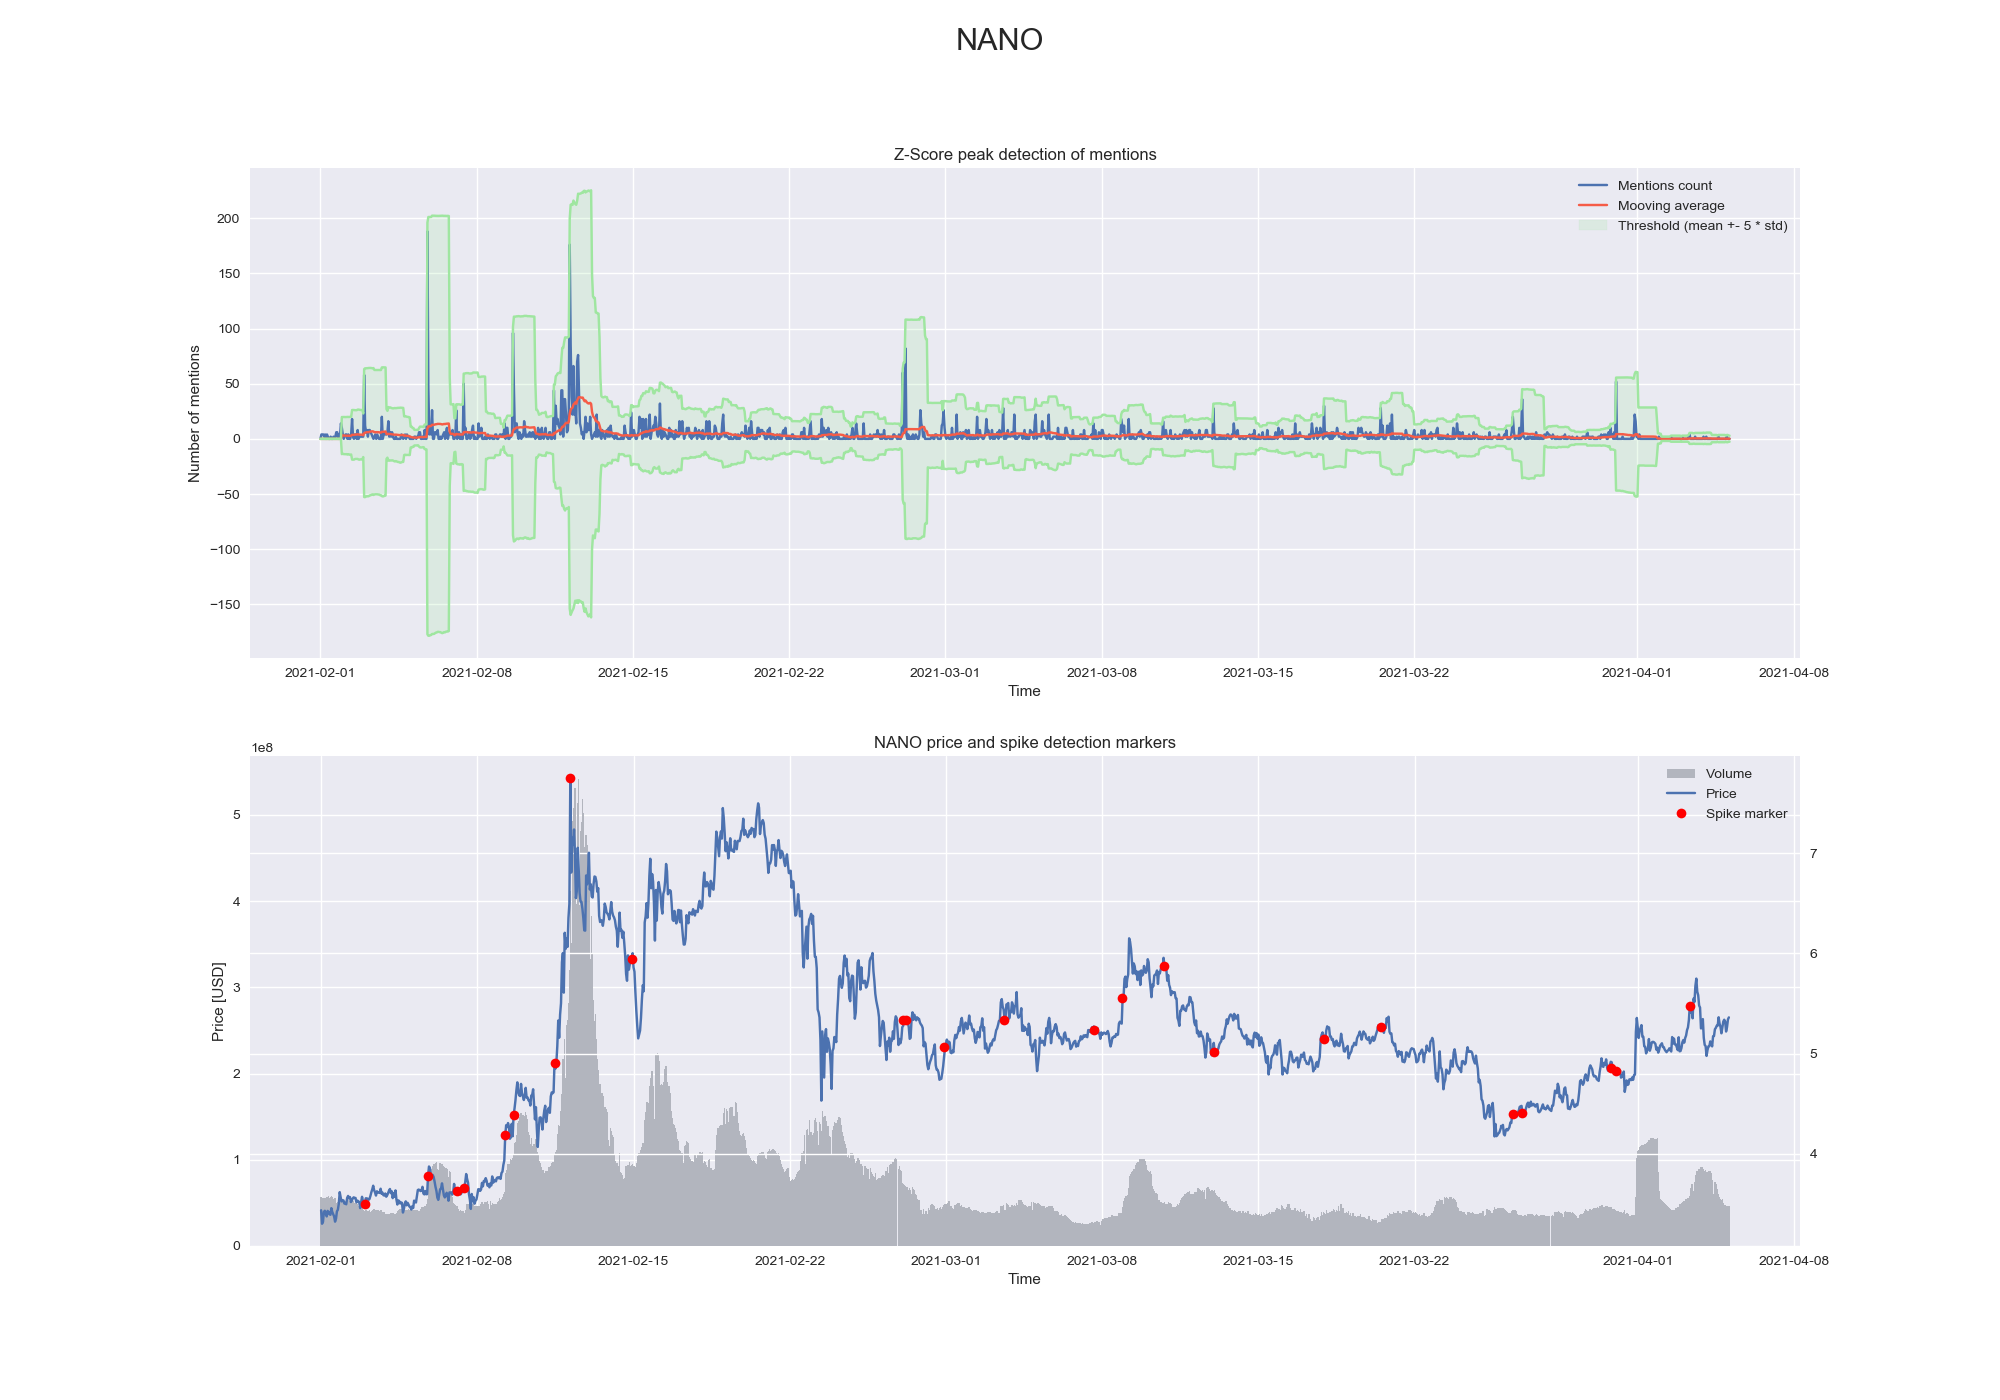 NANO
Z-Score peak detection of mentions
Mentions count
Mooving average
Threshold (mean +- 5 * std)
Number of mentions
200
150
100
50
0
−50
−100
−150
2021-02-01 2021-02-08 2021-02-15 2021-02-22 2021-03-01 2021-03-08 2021-03-15 2021-03-22 2021-04-01 2021-04-08
Time
NANO price and spike detection markers
1e8
Volume
Price
Spike marker
Price [USD]
5
4
3
2
1
0
7
6
5
4
2021-02-01 2021-02-08 2021-02-15 2021-02-22 2021-03-01 2021-03-08 2021-03-15 2021-03-22 2021-04-01 2021-04-08
Time